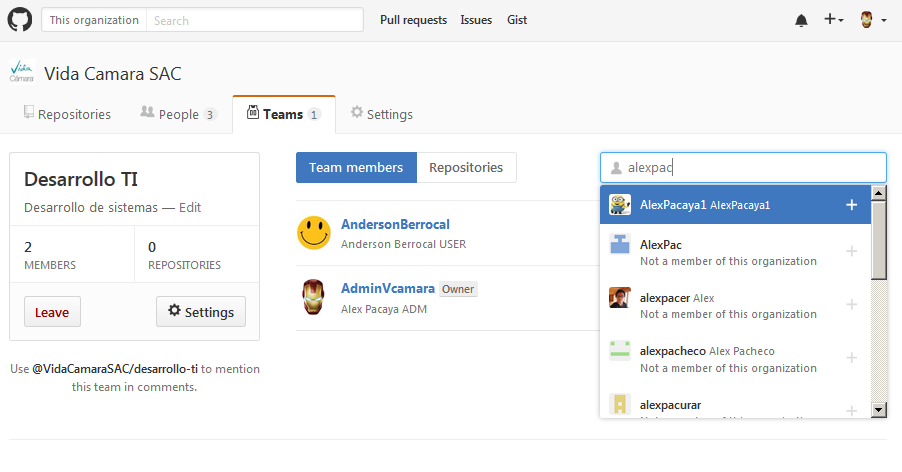 This organization Search Pull requests Issues Gist
Vida Cámara
Vida Camara SAC
Repositories People 3 Teams 1 Settings
Desarrollo TI
Desarrollo de sistemas — Edit
2 0
MEMBERS REPOSITORIES
Leave Settings
Use @VidaCamaraSAC/desarrollo-ti to mention
this team in comments.
Team members Repositories
AndersonBerrocal
Anderson Berrocal USER
AdminVcamara Owner
Alex Pacaya ADM
alexpac
AlexPacaya1 AlexPacaya1
AlexPac
Not a member of this organization
alexpacer Alex
Not a member of this organization
alexpacheco Alex Pacheco
Not a member of this organization
alexpacurar